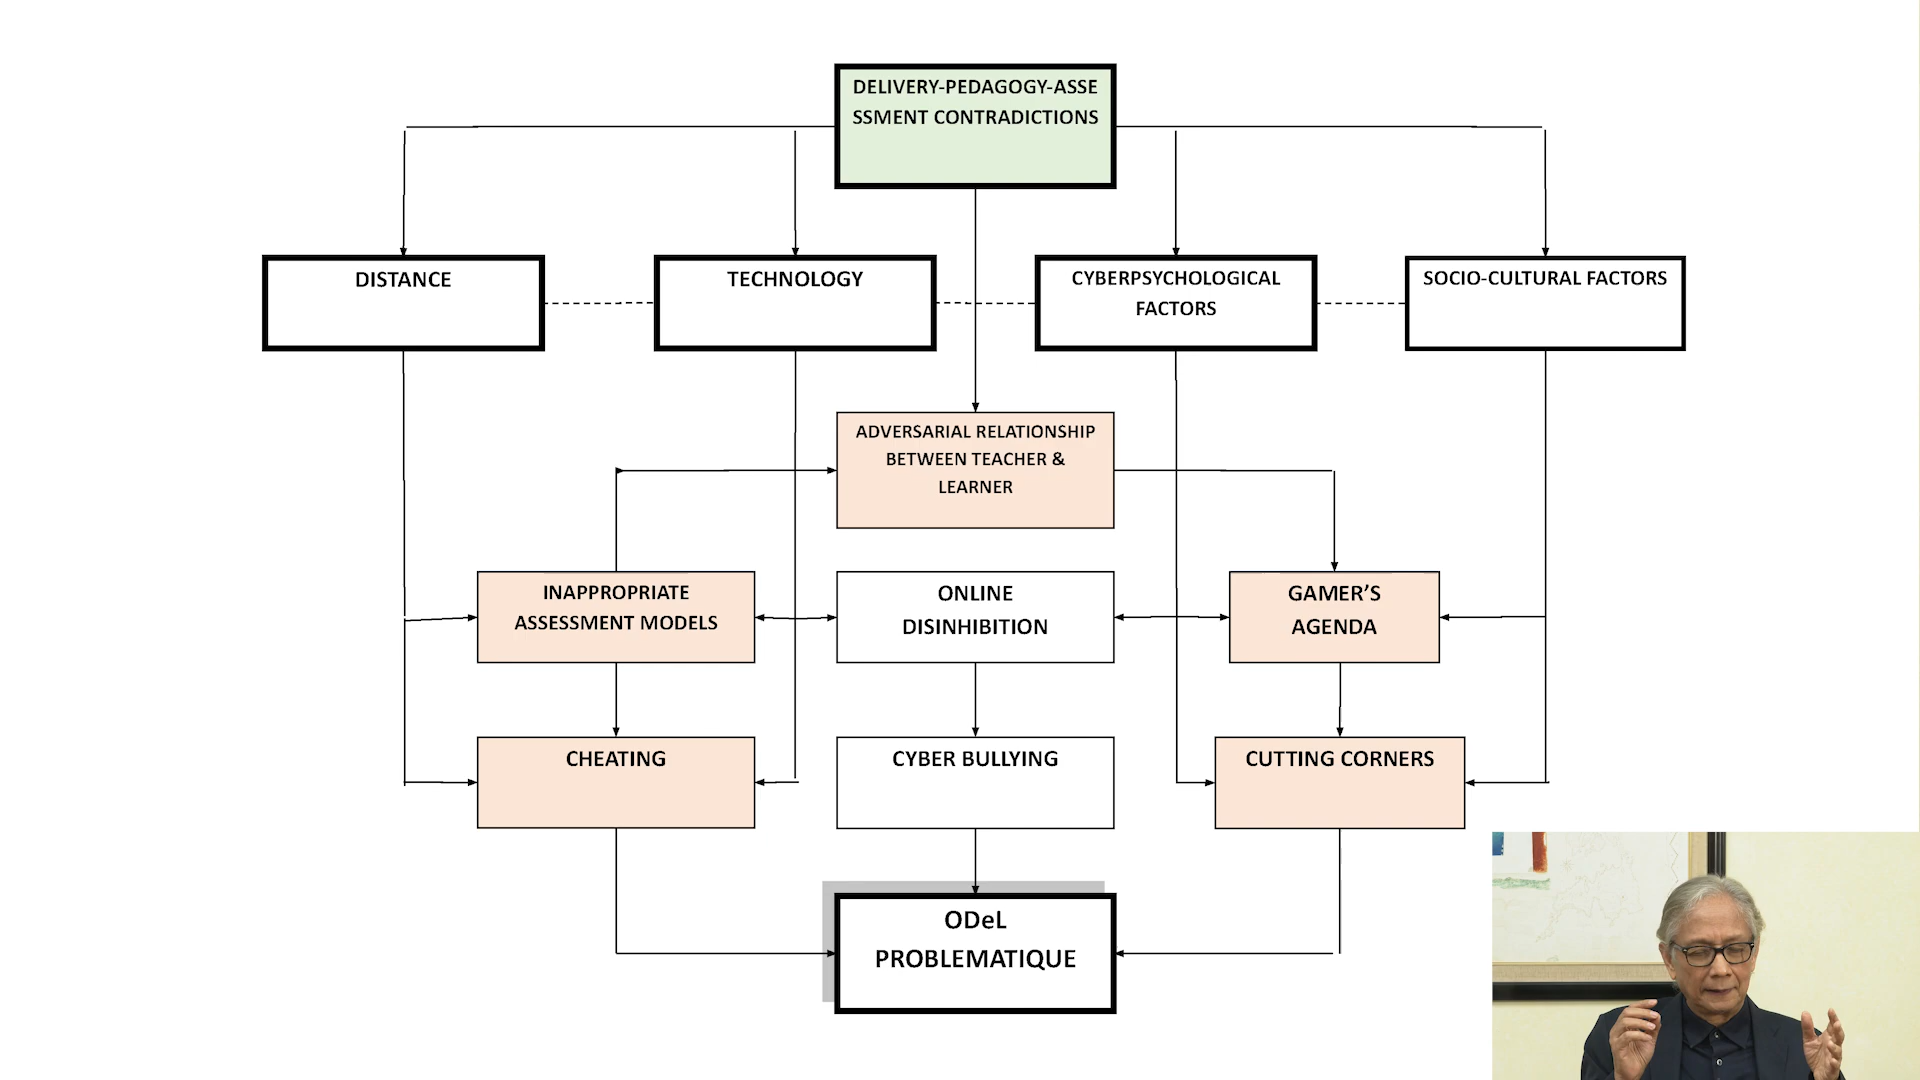 DELIVERY-PEDAGOGY-ASSE
SSMENT CONTRADICTIONS
DISTANCE
TECHNOLOGY
CYBERPSYCHOLOGICAL
FACTORS
SOCIO-CULTURAL FACTORS
ADVERSARIAL RELATIONSHIP
BETWEEN TEACHER &
LEARNER
INAPPROPRIATE
ASSESSMENT MODELS
ONLINE
DISINHIBITION
GAMER’S
AGENDA
CHEATING
CYBER BULLYING
CUTTING CORNERS
ODeL
PROBLEMATIQUE